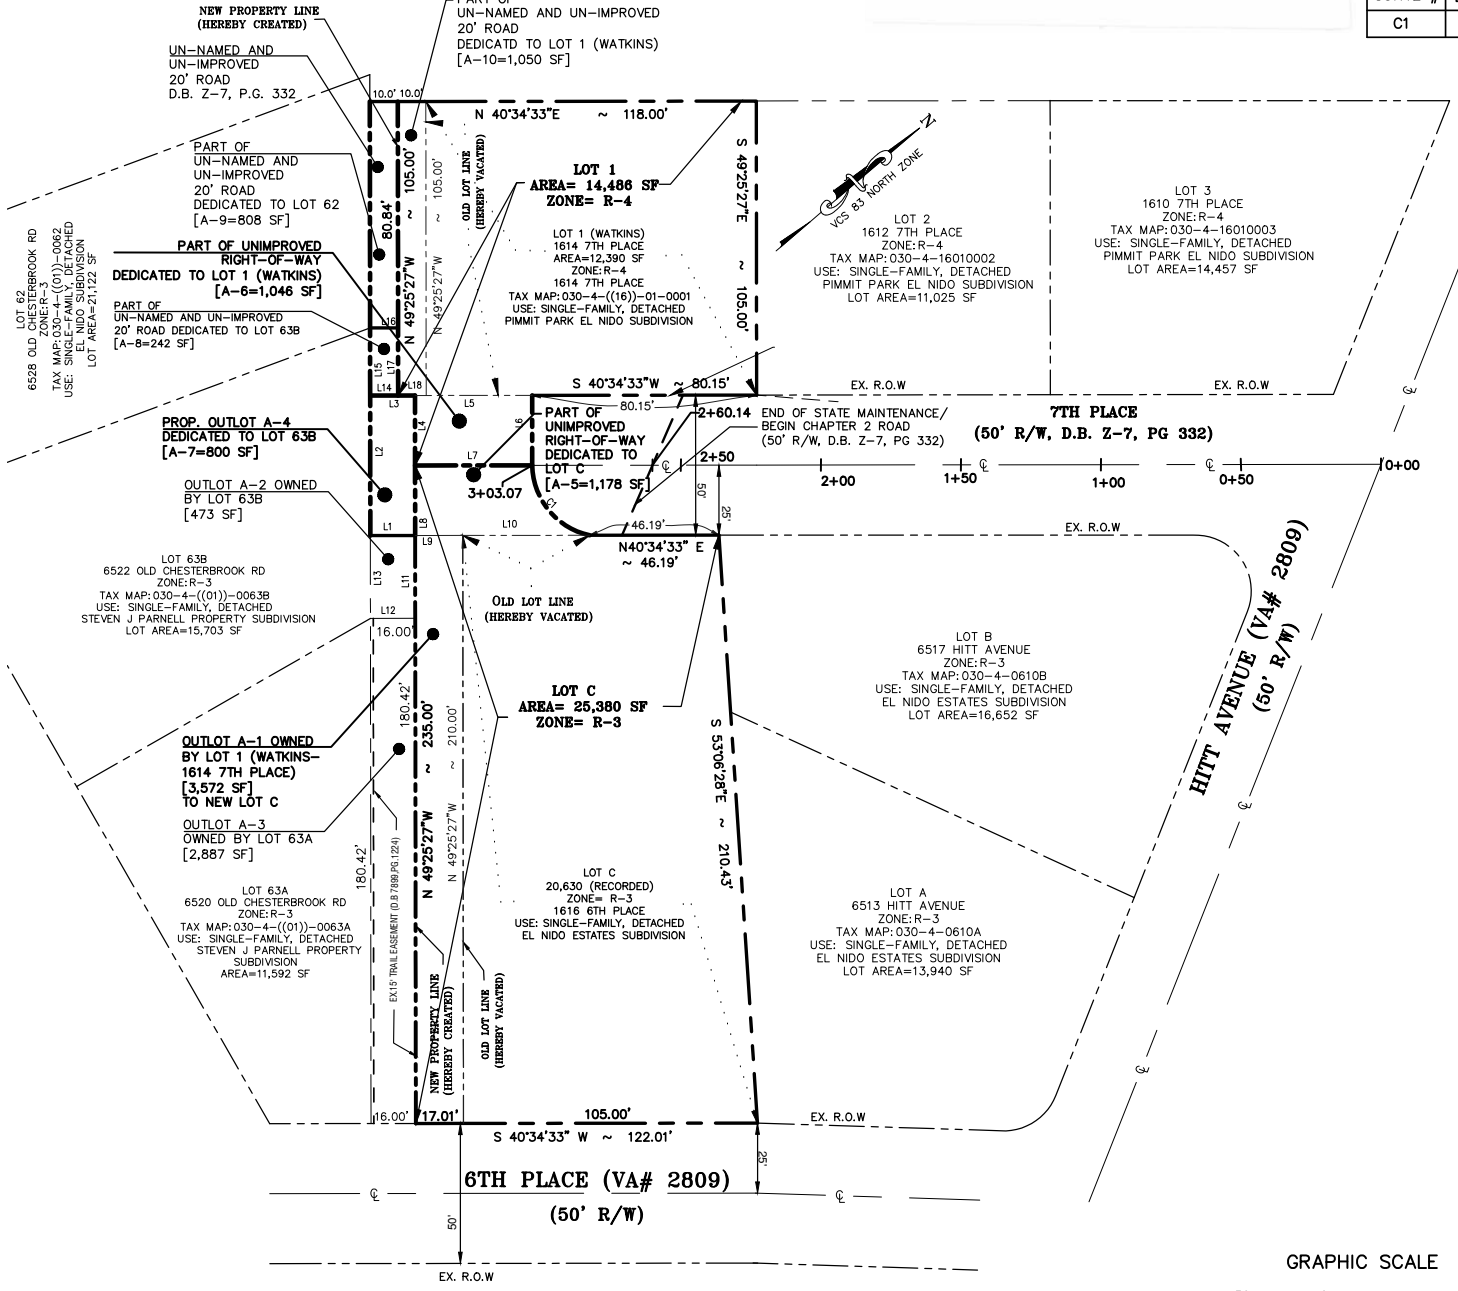 NEW PROPERTY LINE
(HEREBY CREATED)
UN-NAMED AND
UN-IMPROVED
20' ROAD
D.B. Z-7, P.G. 332
UN-NAMED AND UN-IMPROVED
20' ROAD
DEDICATD TO LOT 1 (WATKINS)
[A-10=1,050 SF]
C1
10.0' 10.0'
N 40°34'33"E ~ 118.00'
PART OF
UN-NAMED AND
UN-IMPROVED
20' ROAD
DEDICATED TO LOT 62
[A-9=808 SF]
PART OF UNIMPROVED
RIGHT-OF-WAY
DEDICATED TO LOT 1 (WATKINS)
[A-6=1,046 SF]
PART OF
UN-NAMED AND UN-IMPROVED
20' ROAD DEDICATED TO LOT 63B
[A-8=242 SF]
LOT 62
6528 OLD CHESTERBROOK RD
ZONE:R-3
TAX MAP:030-4-((01))-0062
USE: SINGLE-FAMILY, DETACHED
EL NIDO SUBDIVISION
LOT AREA=21,122 SF
80.84'
N 49°25'27"W ~ 105.00'
N 49°25'27"W ~ 105.00'
OLD LOT LINE
(HEREBY VACATED)
LOT 1
AREA= 14,486 SF
ZONE= R-4
LOT 1 (WATKINS)
1614 7TH PLACE
AREA=12,390 SF
ZONE:R-4
1614 7TH PLACE
TAX MAP:030-4-((16))-01-0001
USE: SINGLE-FAMILY, DETACHED
PIMMIT PARK EL NIDO SUBDIVISION
S 49°25'27"E ~ 105.00'
N
VCS 83 NORTH ZONE
LOT 2
1612 7TH PLACE
ZONE:R-4
TAX MAP:030-4-16010002
USE: SINGLE-FAMILY, DETACHED
PIMMIT PARK EL NIDO SUBDIVISION
LOT AREA=11,025 SF
LOT 3
1610 7TH PLACE
ZONE:R-4
TAX MAP:030-4-16010003
USE: SINGLE-FAMILY, DETACHED
PIMMIT PARK EL NIDO SUBDIVISION
LOT AREA=14,457 SF
L16
L15
L17
L14
L18
L3
L4
L5
L6
L7
L2
L1
L8
L9
L10
L11
L13
L12
C1
S 40°34'33"W ~ 80.15'
80.15'
EX. R.O.W
EX. R.O.W
PROP. OUTLOT A-4
DEDICATED TO LOT 63B
[A-7=800 SF]
OUTLOT A-2 OWNED
BY LOT 63B
[473 SF]
PART OF
UNIMPROVED
RIGHT-OF-WAY
DEDICATED TO
LOT C
[A-5=1,178 SF]
2+60.14
END OF STATE MAINTENANCE/
BEGIN CHAPTER 2 ROAD
(50' R/W, D.B. Z-7, PG 332)
7TH PLACE
(50' R/W, D.B. Z-7, PG 332)
3+03.07
2+50
2+00
1+50
1+00
0+50
0+00
50'
25'
46.19'
N40°34'33" E
~ 46.19'
EX. R.O.W
OLD LOT LINE
(HEREBY VACATED)
LOT 63B
6522 OLD CHESTERBROOK RD
ZONE:R-3
TAX MAP:030-4-((01))-0063B
USE: SINGLE-FAMILY, DETACHED
STEVEN J PARNELL PROPERTY SUBDIVISION
LOT AREA=15,703 SF
16.00'
LOT B
6517 HITT AVENUE
ZONE:R-3
TAX MAP:030-4-0610B
USE: SINGLE-FAMILY, DETACHED
EL NIDO ESTATES SUBDIVISION
LOT AREA=16,652 SF
HITT AVENUE (VA# 2809)
(50' R/W)
LOT C
AREA= 25,380 SF
ZONE= R-3
180.42'
N 49°25'27"W ~ 235.00'
N 49°25'27"W ~ 210.00'
S 53°06'28"E ~ 210.43'
OUTLOT A-1 OWNED
BY LOT 1 (WATKINS-
1614 7TH PLACE)
[3,572 SF]
TO NEW LOT C
OUTLOT A-3
OWNED BY LOT 63A
[2,887 SF]
180.42'
EX.15' TRAIL EASEMENT (D.B 7899,PG.1224)
LOT 63A
6520 OLD CHESTERBROOK RD
ZONE:R-3
TAX MAP:030-4-((01))-0063A
USE: SINGLE-FAMILY, DETACHED
STEVEN J PARNELL PROPERTY
SUBDIVISION
AREA=11,592 SF
LOT C
20,630 (RECORDED)
ZONE= R-3
1616 6TH PLACE
USE: SINGLE-FAMILY, DETACHED
EL NIDO ESTATES SUBDIVISION
LOT A
6513 HITT AVENUE
ZONE:R-3
TAX MAP:030-4-0610A
USE: SINGLE-FAMILY, DETACHED
EL NIDO ESTATES SUBDIVISION
LOT AREA=13,940 SF
NEW PROPERTY LINE
(HEREBY CREATED)
OLD LOT LINE
(HEREBY VACATED)
16.00'
17.01'
105.00'
S 40°34'33" W ~ 122.01'
EX. R.O.W
25'
6TH PLACE (VA# 2809)
(50' R/W)
50'
EX. R.O.W
GRAPHIC SCALE